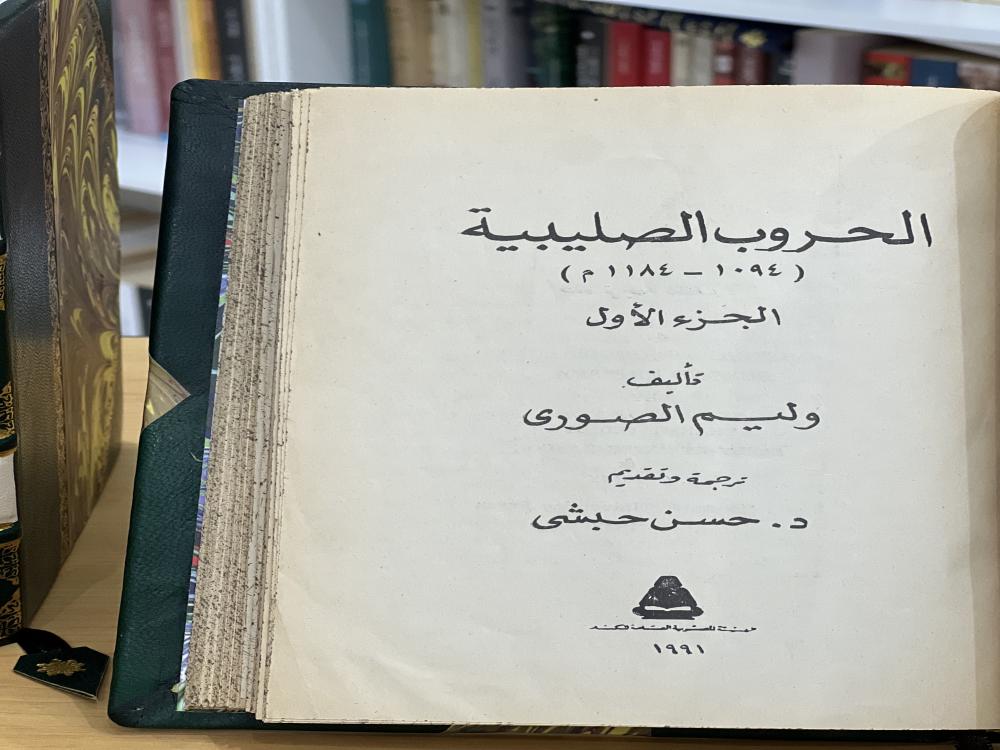 الحروب الصليبية
( ١٠٩٤ – ١١٨٤ م )
الجزء الأول
تأليف
وليم الصورى
ترجمة وتقديم
د. حسن حبشى
١٩٩١